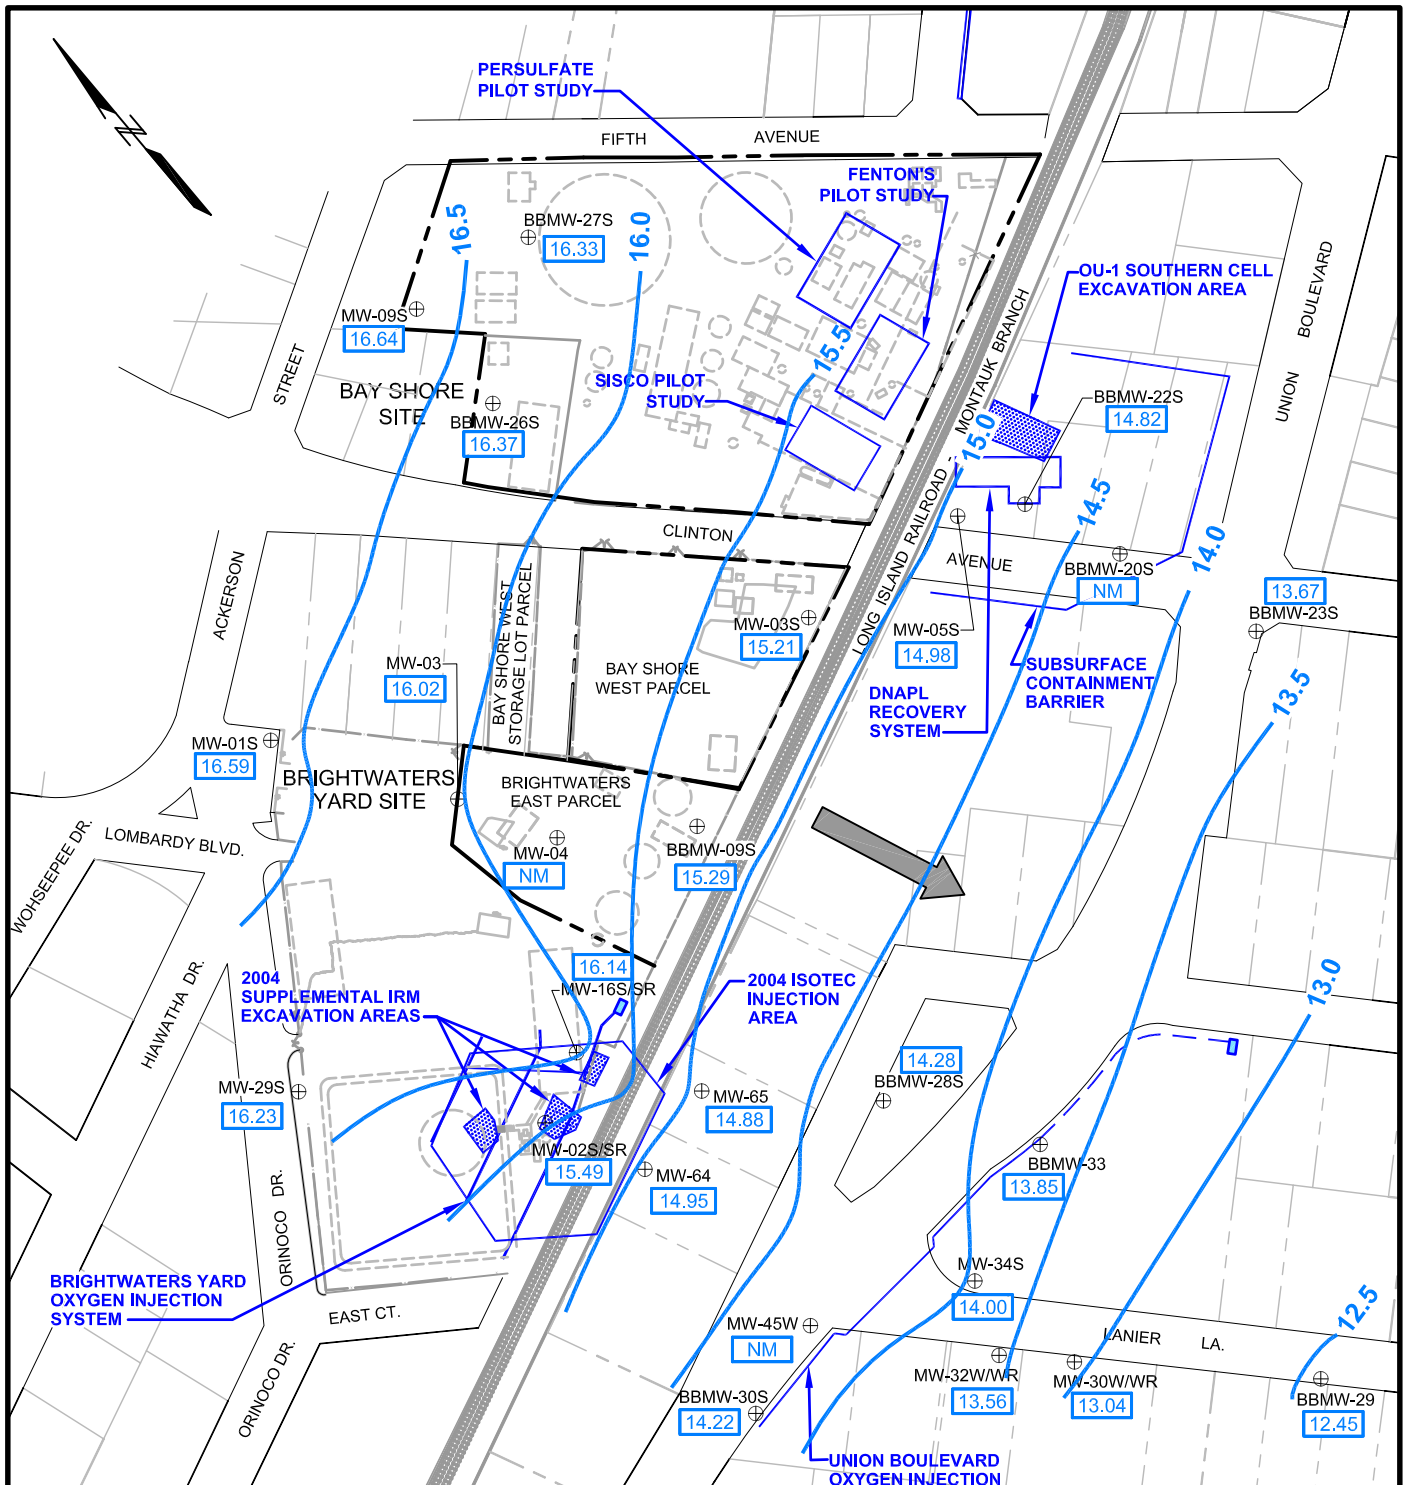 PERSULFATE
PILOT STUDY
FIFTH AVENUE
FENTON'S
PILOT STUDY
N
16.5
BBMW-27S
16.33
16.0
OU-1 SOUTHERN CELL
EXCAVATION AREA
UNION BOULEVARD
MW-09S
16.64
STREET
BAY SHORE
SITE
BBMW-26S
16.37
SISCO PILOT
STUDY
15.5
LONG ISLAND RAILROAD - MONTAUK BRANCH
15.0
BBMW-22S
14.82
14.5
14.0
CLINTON
AVENUE
BBMW-20S
NM
13.67
BBMW-23S
ACKERSON
BAY SHORE WEST
STORAGE LOT PARCEL
MW-03S
15.21
MW-05S
14.98
MW-03
16.02
BAY SHORE
WEST PARCEL
SUBSURFACE
CONTAINMENT
BARRIER
DNAPL
RECOVERY
SYSTEM
13.5
MW-01S
16.59
BRIGHTWATERS
YARD SITE
BRIGHTWATERS
EAST PARCEL
LOMBARDY BLVD.
WOHSEEPEE DR.
MW-04
NM
BBMW-09S
15.29
HIAWATHA DR.
16.14
MW-16S/SR
2004
SUPPLEMENTAL IRM
EXCAVATION AREAS
2004 ISOTEC
INJECTION
AREA
13.0
14.28
BBMW-28S
MW-29S
16.23
MW-65
14.88
MW-02S/SR
15.49
MW-64
14.95
BBMW-33
13.85
ORINOCO DR.
BRIGHTWATERS YARD
OXYGEN INJECTION
SYSTEM
EAST CT.
ORINOCO DR.
MW-34S
14.00
12.5
MW-45W
NM
LANIER LA.
MW-32W/WR
13.56
MW-30W/WR
13.04
BBMW-29
12.45
BBMW-30S
14.22
UNION BOULEVARD
OXYGEN INJECTION